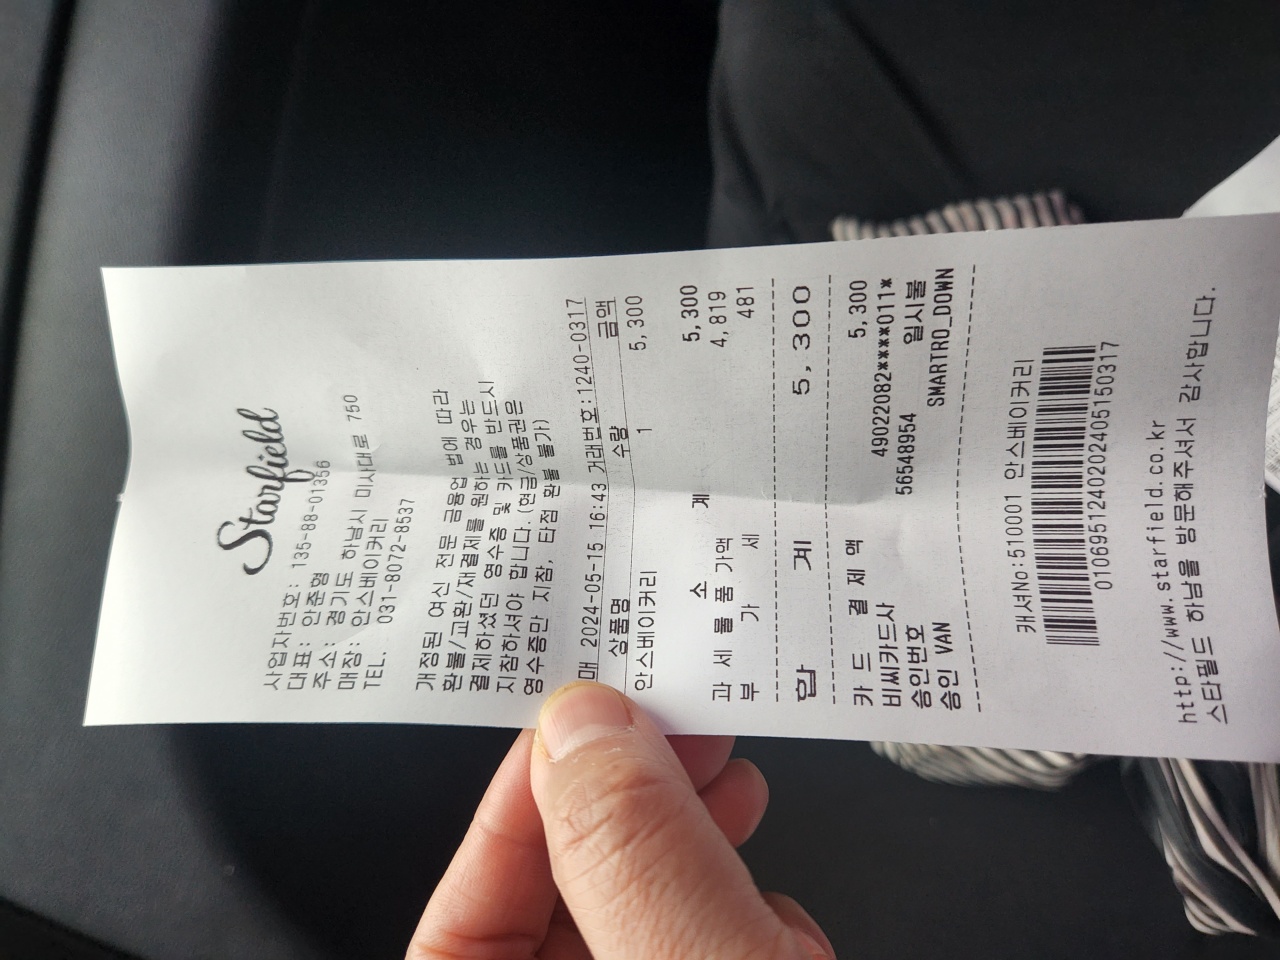 Starfield
사업자번호: 135-88-01356
대표: 안준형
주소: 경기도 하남시 미사대로 750
매장: 안스베이커리
TEL. 031-8072-8537
개정된 여신 전문 금융업 법에 따라
환불/교환/재결제를 원하는 경우는
결제하셨던 영수증 및 카드를 반드시
지참하셔야 합니다.(현금/상품권은
영수증만 지참, 타점 환불 불가)
매 2024-05-15 16:43 거래번호:1240-0317
상품명 수량 금액
안스베이커리 1 5,300
소 계 5,300
과 세 물 품 가액 4,819
부 가 세 481
합 계 5,300
카 드 결 제 액 5,300
비씨카드사 49022082****011*
승인번호 56548954 일시불
승인 VAN SMARTRO_DOWN
캐셔No:510001 안스베이커리
01069512402024051503​17
http://www.starfield.co.kr
스타필드 하남을 방문해주셔서 감사합니다.